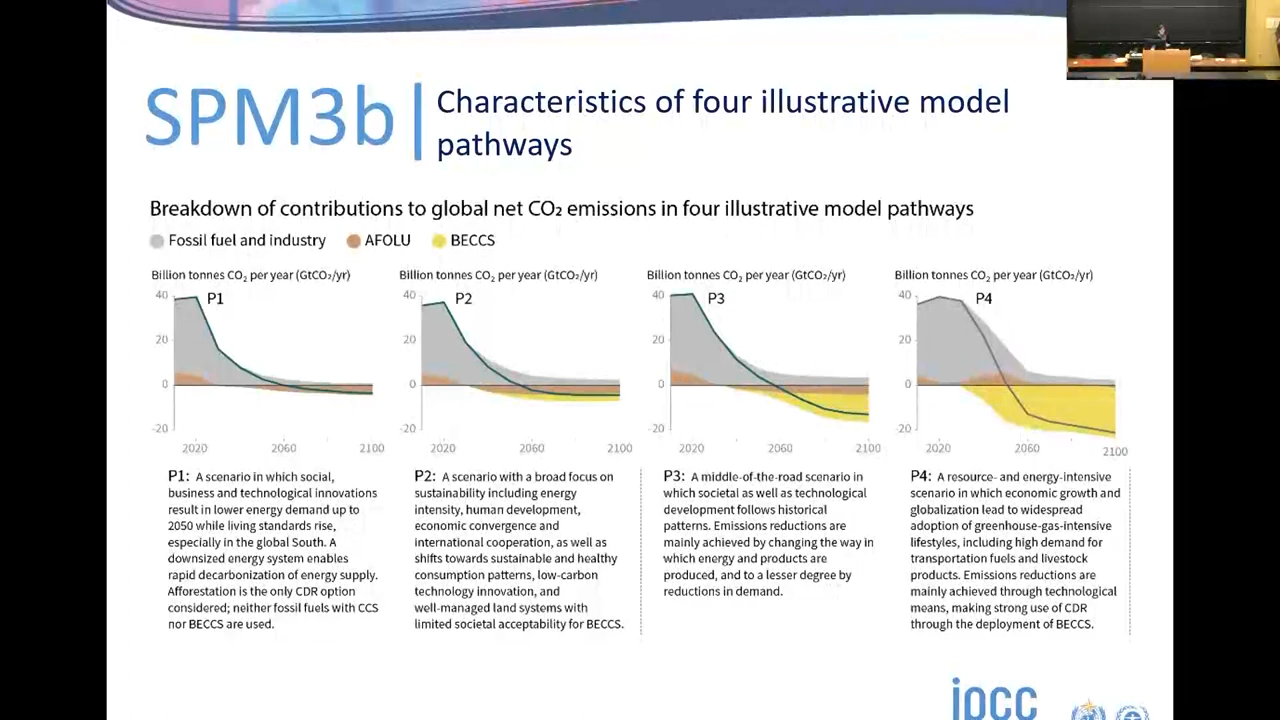 SPM3b
Characteristics of four illustrative model
pathways
Breakdown of contributions to global net CO₂ emissions in four illustrative model pathways
Fossil fuel and industry AFOLU BECCS
Billion tonnes CO₂ per year (GtCO₂/yr)
40
P1
20
0
-20
2020 2060 2100
Billion tonnes CO₂ per year (GtCO₂/yr)
40
P2
20
0
-20
2020 2060 2100
Billion tonnes CO₂ per year (GtCO₂/yr)
40
P3
20
0
-20
2020 2060 2100
Billion tonnes CO₂ per year (GtCO₂/yr)
40
P4
20
0
-20
2020 2060 2100
P1: A scenario in which social,
business and technological innovations
result in lower energy demand up to
2050 while living standards rise,
especially in the global South. A
downsized energy system enables
rapid decarbonization of energy supply.
Afforestation is the only CDR option
considered; neither fossil fuels with CCS
nor BECCS are used.
P2: A scenario with a broad focus on
sustainability including energy
intensity, human development,
economic convergence and
international cooperation, as well as
shifts towards sustainable and healthy
consumption patterns, low-carbon
technology innovation, and
well-managed land systems with
limited societal acceptability for BECCS.
P3: A middle-of-the-road scenario in
which societal as well as technological
development follows historical
patterns. Emissions reductions are
mainly achieved by changing the way in
which energy and products are
produced, and to a lesser degree by
reductions in demand.
P4: A resource- and energy-intensive
scenario in which economic growth and
globalization lead to widespread
adoption of greenhouse-gas-intensive
lifestyles, including high demand for
transportation fuels and livestock
products. Emissions reductions are
mainly achieved through technological
means, making strong use of CDR
through the deployment of BECCS.
ipcc